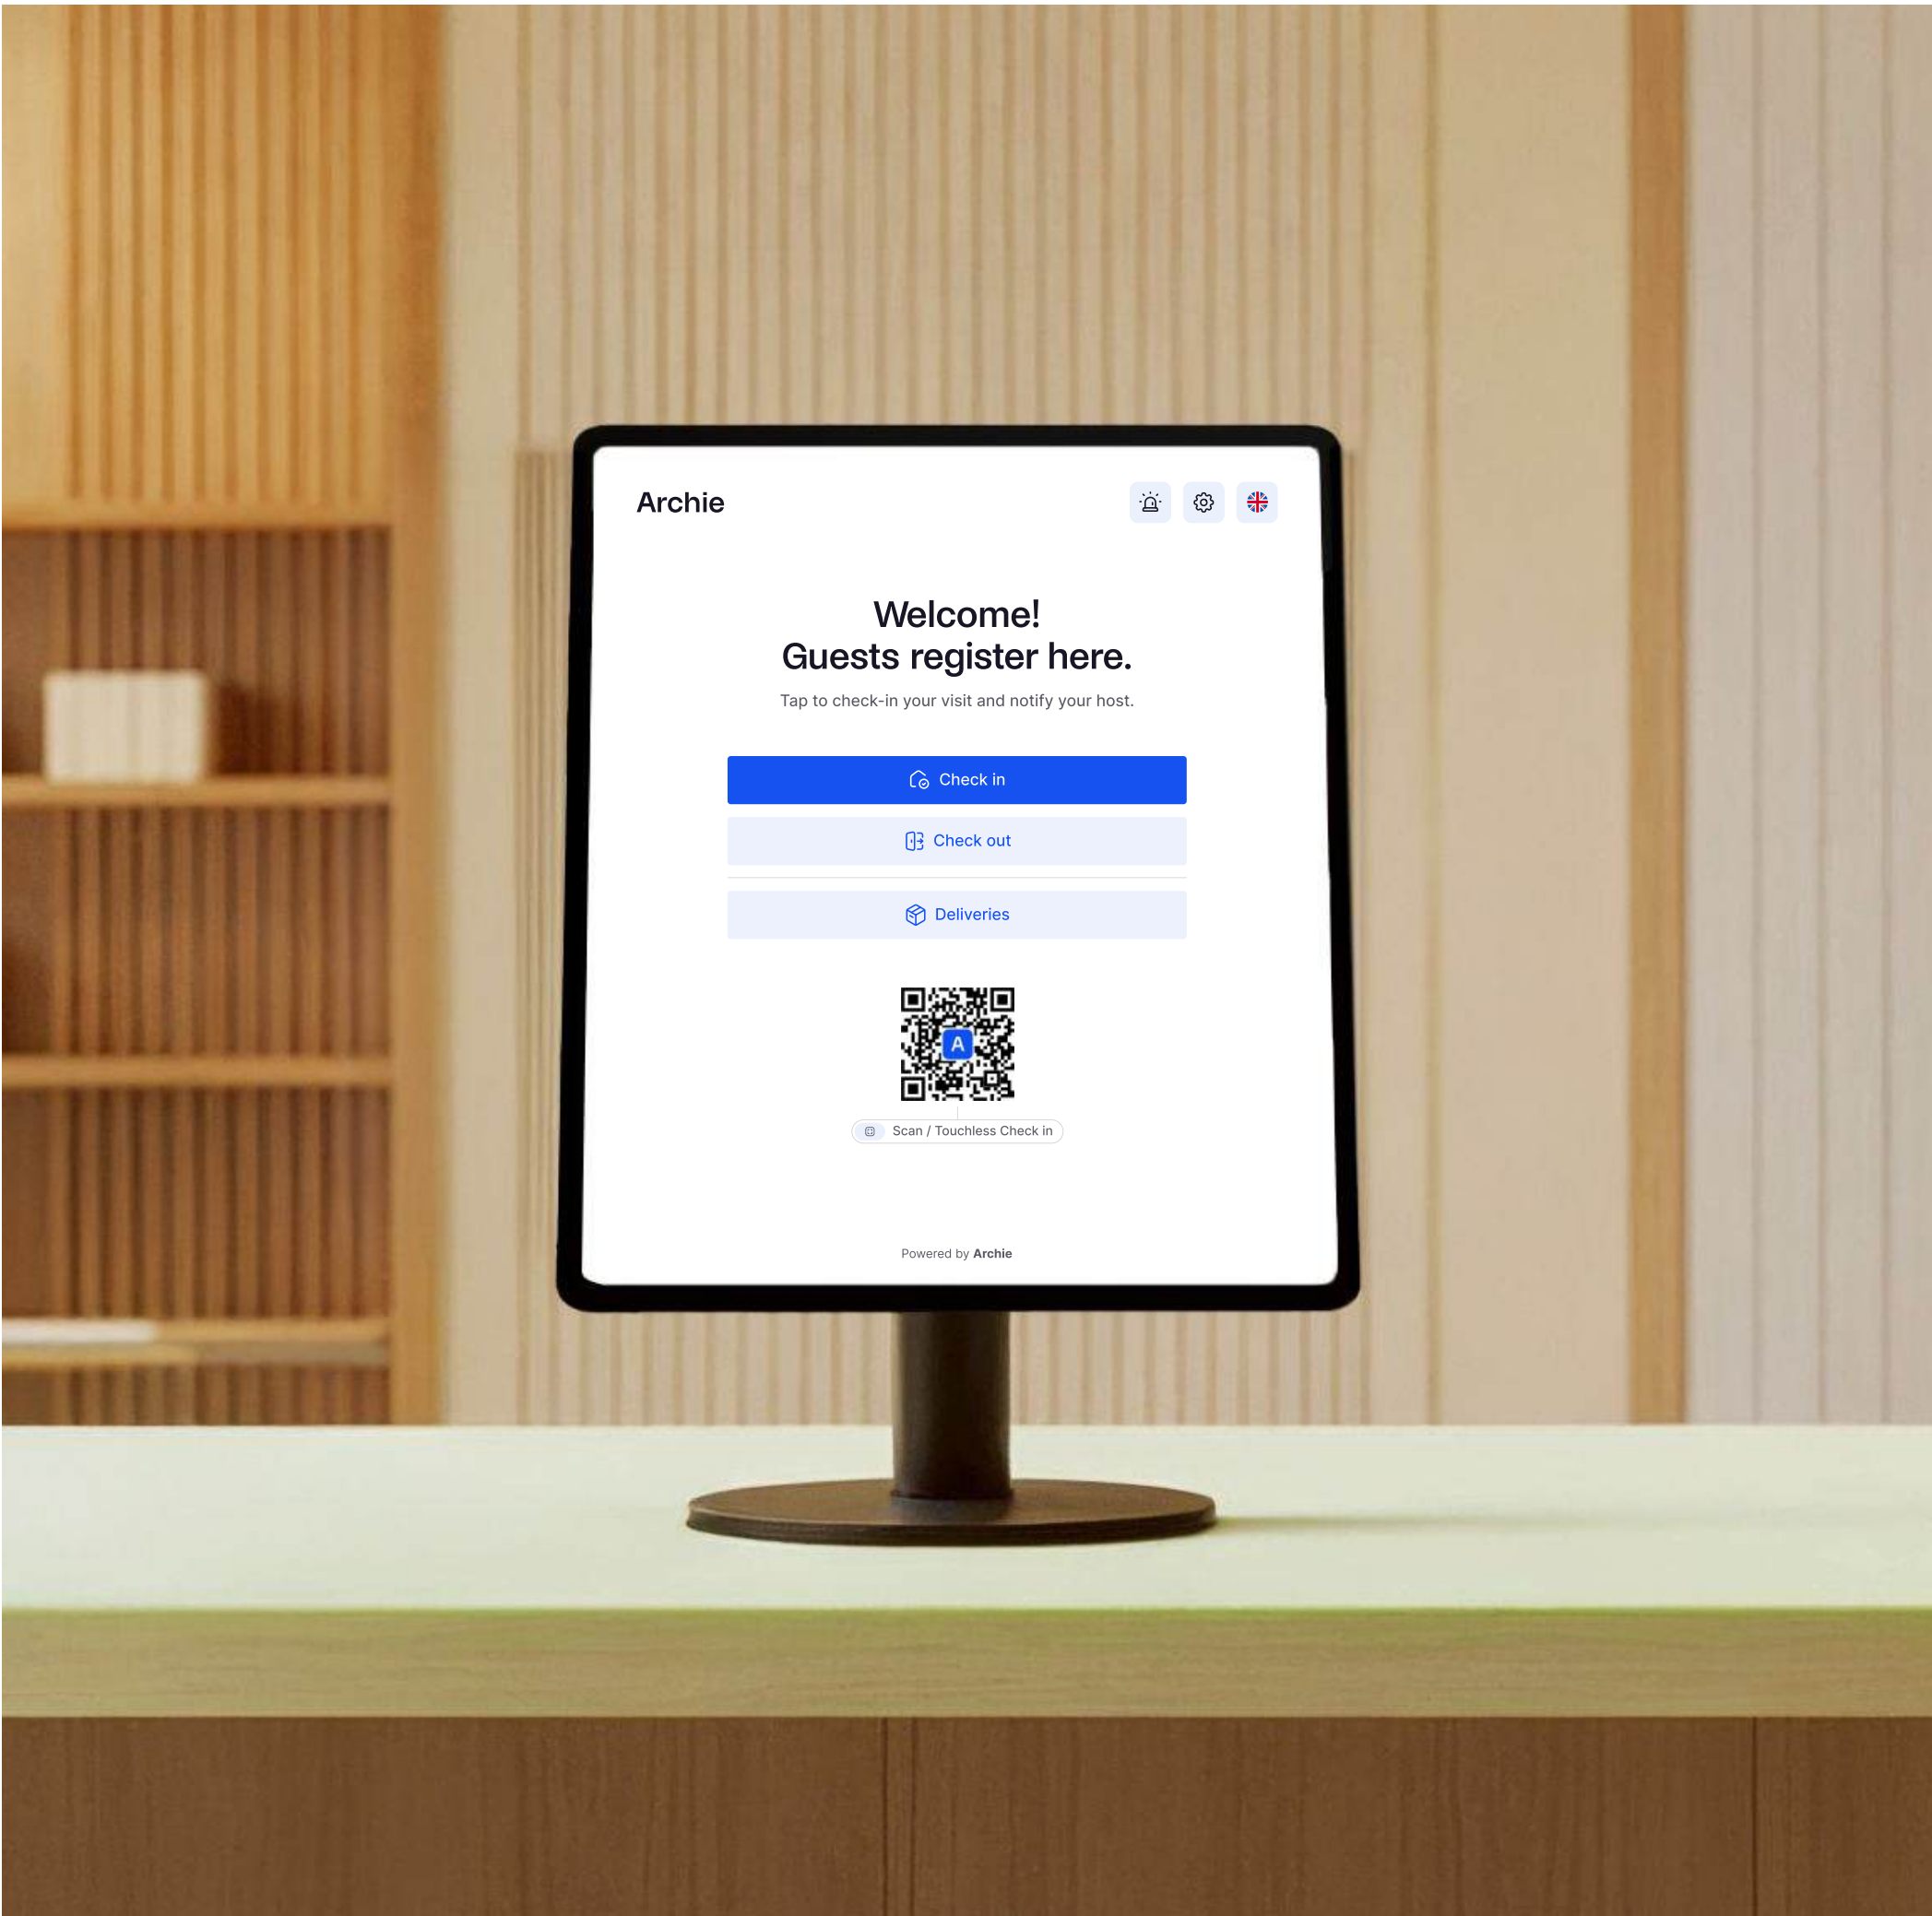 Archie
Welcome!
Guests register here.
Tap to check-in your visit and notify your host.
Check in
Check out
Deliveries
A
Scan / Touchless Check in
Powered by Archie